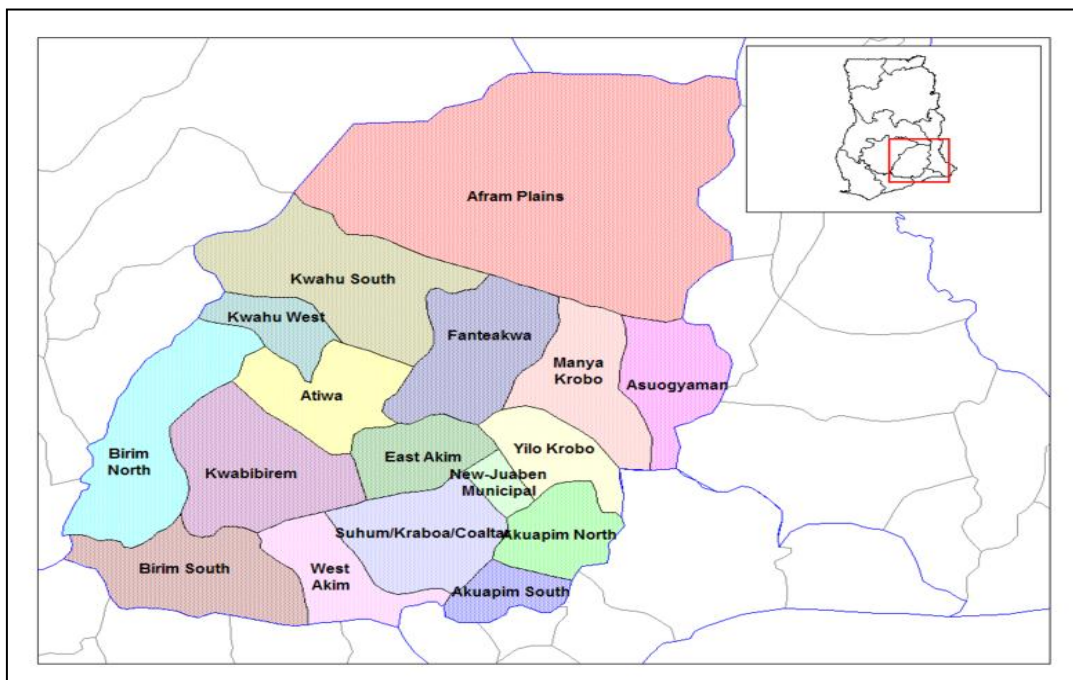 Afram Plains
Kwahu South
Kwahu West
Fanteakwa
Manya
Krobo
Asuogyaman
Atiwa
Birim
North
Kwabibirem
East Akim
Yilo Krobo
New-Juaben
Municipal
Suhum/Kraboa/Coaltar
Akuapim North
Birim South
West
Akim
Akuapim South